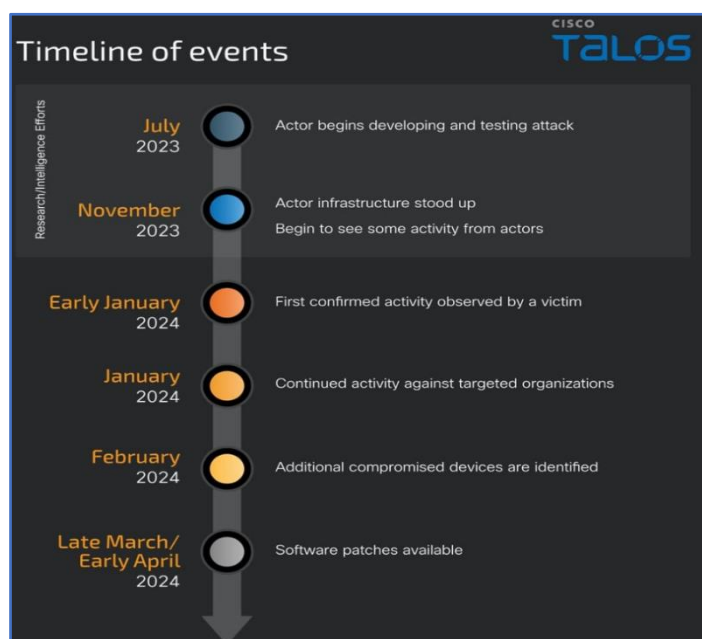 CISCO
TALOS
Timeline of events
Research/Intelligence Efforts
July
2023
Actor begins developing and testing attack
November
2023
Actor infrastructure stood up
Begin to see some activity from actors
Early January
2024
First confirmed activity observed by a victim
January
2024
Continued activity against targeted organizations
February
2024
Additional compromised devices are identified
Late March/
Early April
2024
Software patches available